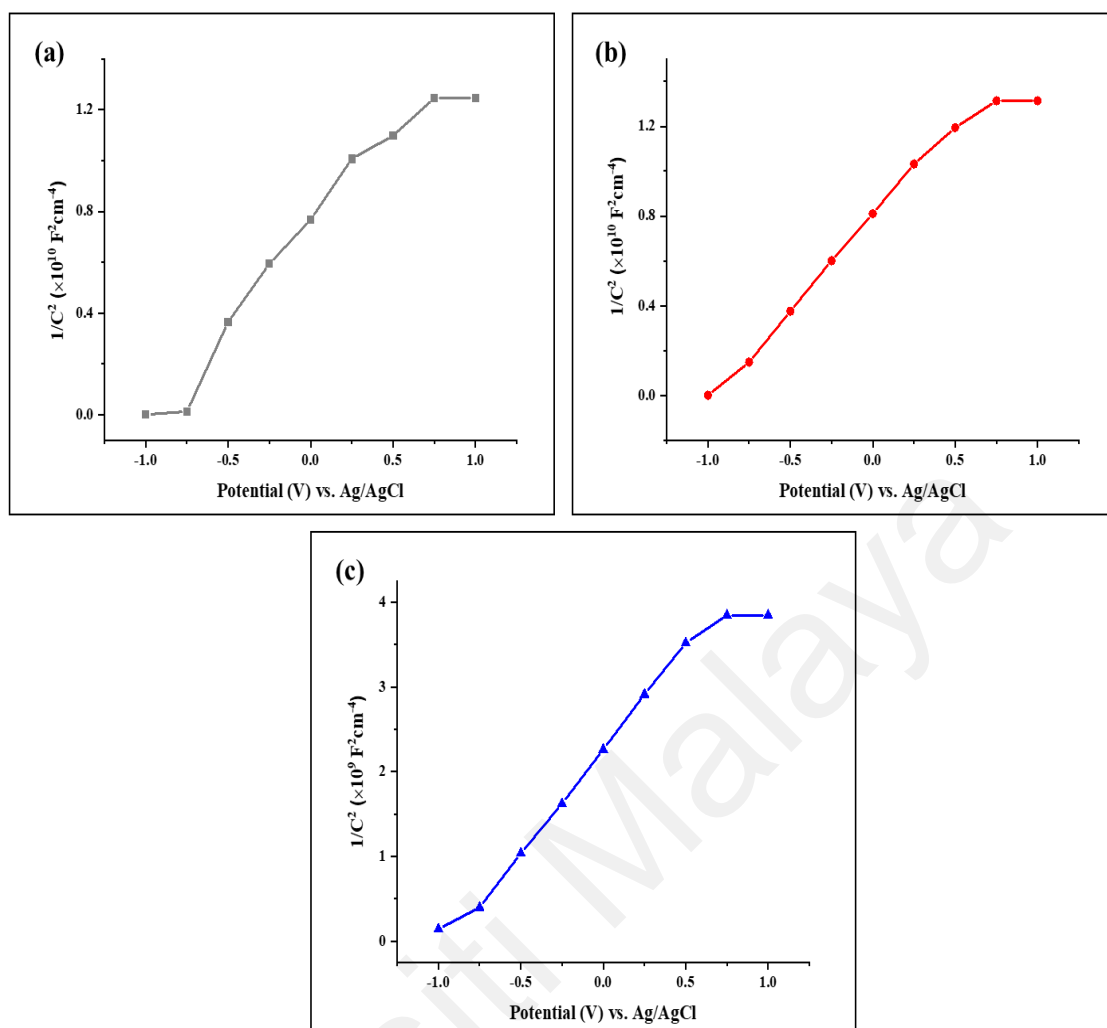 (a)
1.2
0.8
0.4
0.0
1/C² (×10¹⁰ F²cm⁻⁴)
-1.0 -0.5 0.0 0.5 1.0
Potential (V) vs. Ag/AgCl
(b)
1.2
0.8
0.4
0.0
1/C² (×10¹⁰ F²cm⁻⁴)
-1.0 -0.5 0.0 0.5 1.0
Potential (V) vs. Ag/AgCl
(c)
4
3
2
1
0
1/C² (×10⁹ F²cm⁻⁴)
-1.0 -0.5 0.0 0.5 1.0
Potential (V) vs. Ag/AgCl
siti Malaya